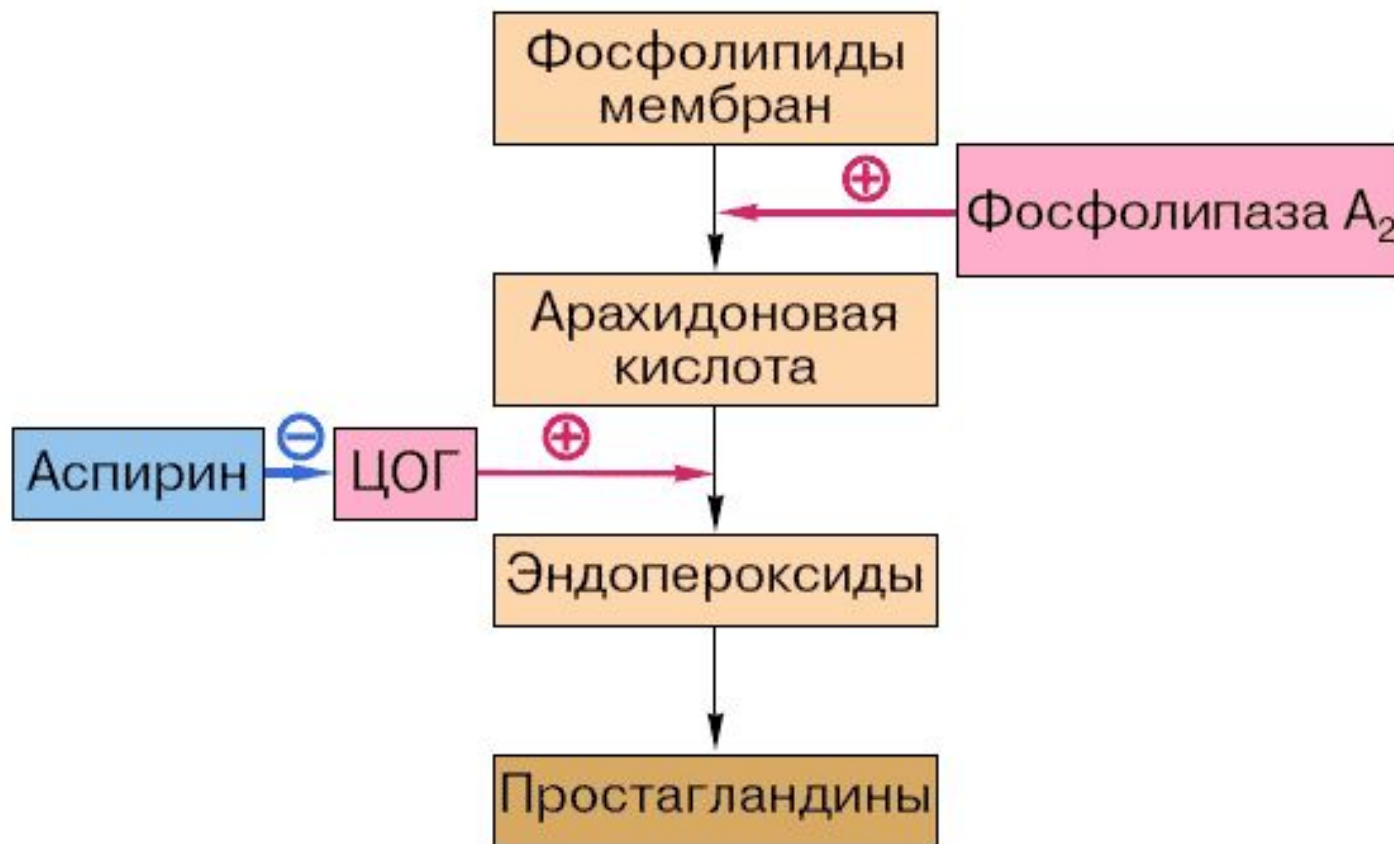 Фосфолипиды
мембран
⊕
Фосфолипаза A₂
Арахидоновая
кислота
Аспирин
⊖
ЦОГ
⊕
Эндопероксиды
Простагландины